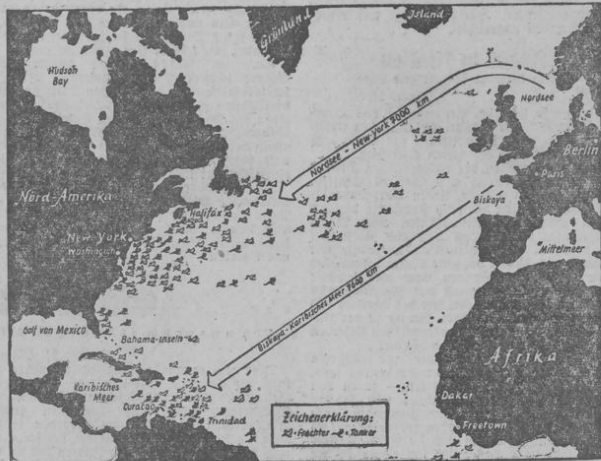 Grönland
Island
Hudson
Bay
Nordsee
Nordsee - New York 7000 km
Berlin
Paris
Nord-Amerika
Halifax
Biskaya
New York
Washington
Mittelmeer
Biskaya-Karibisches Meer 7600 km
Golf von Mexico
Bahama-Inseln
Afrika
Karibisches
Meer
Dakar
Curacao
Trinidad
Freetown
Zeichenerklärung:
= Frachter = Tanker